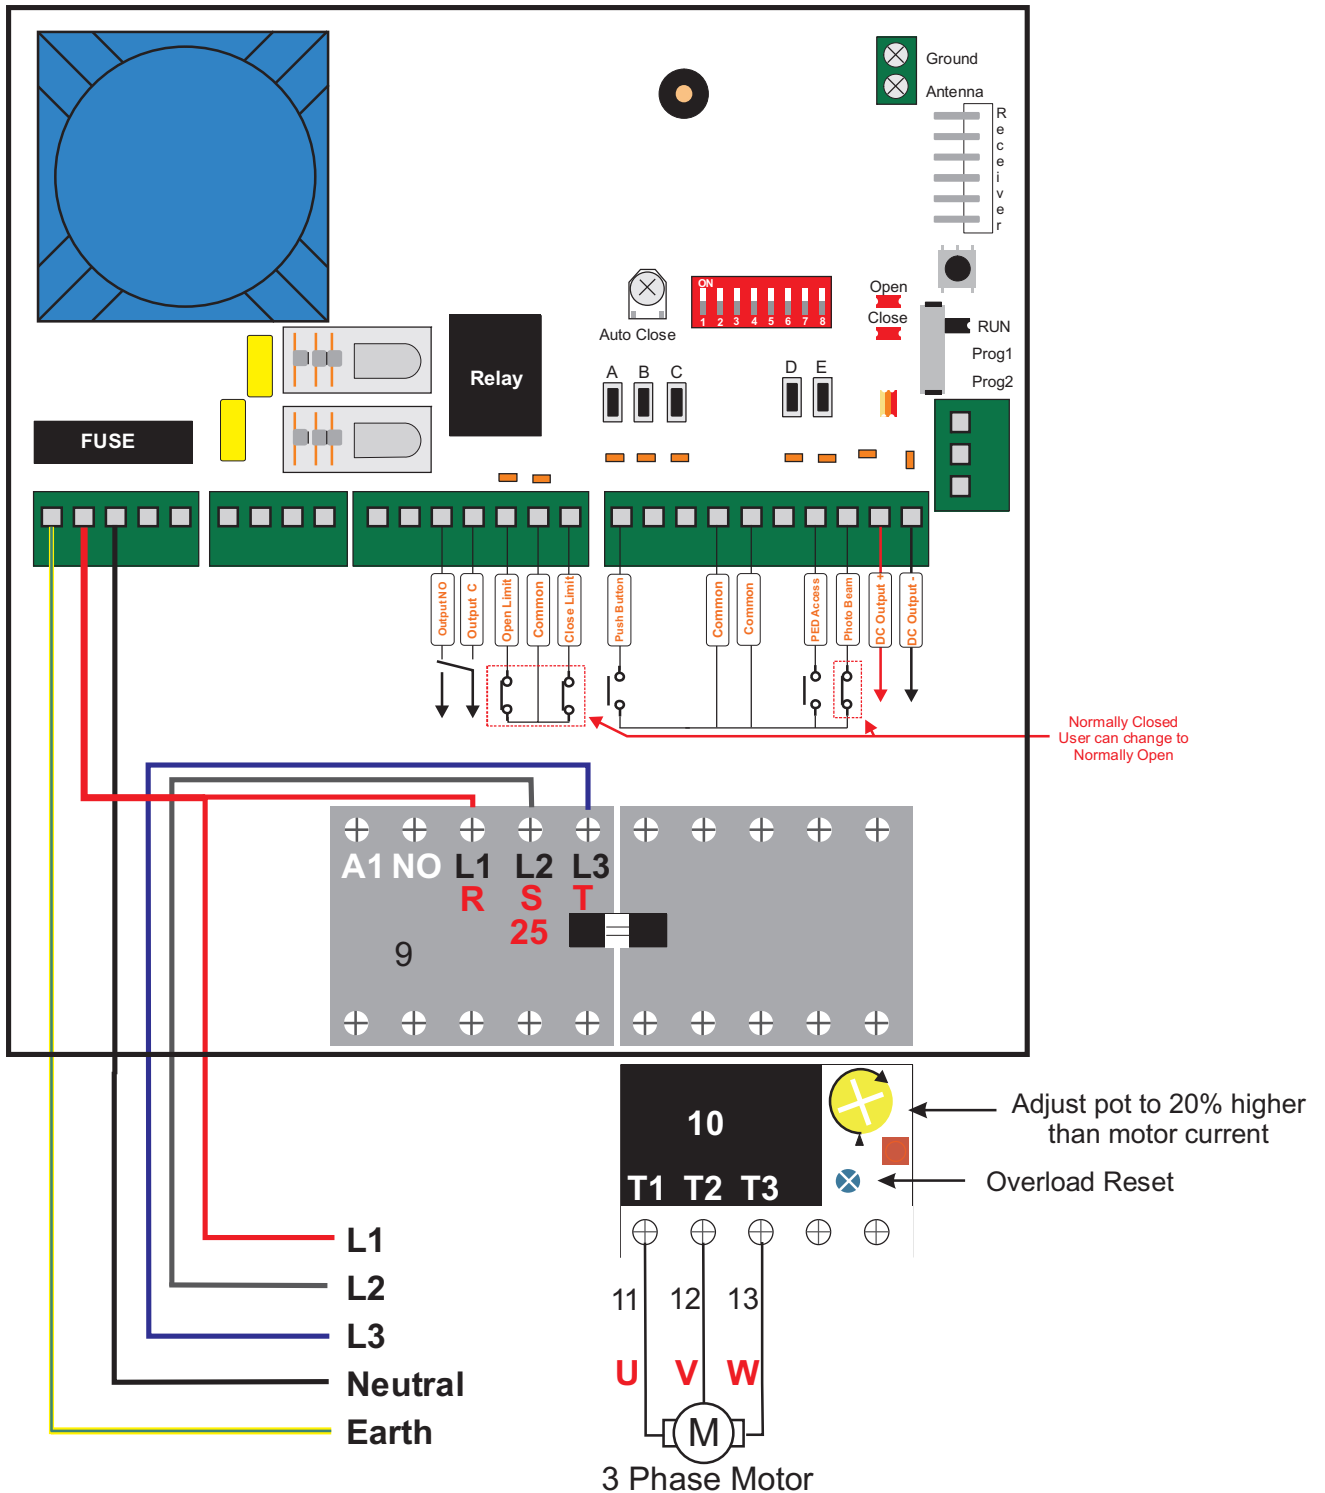 Ground
Antenna
Receiver
ON
1 2 3 4 5 6 7 8
Auto Close
Open
Close
RUN
Prog1
Prog2
A B C
D E
Relay
FUSE
Output NO
Output C
Open Limit
Common
Close Limit
Push Button
Common
Common
PED Access
Photo Beam
DC Output +
DC Output -
Normally Closed
User can change to
Normally Open
A1 NO L1 L2 L3
R S T
25
9
10
T1 T2 T3
Adjust pot to 20% higher
than motor current
Overload Reset
L1
L2
L3
Neutral
Earth
11 12 13
U V W
M
3 Phase Motor